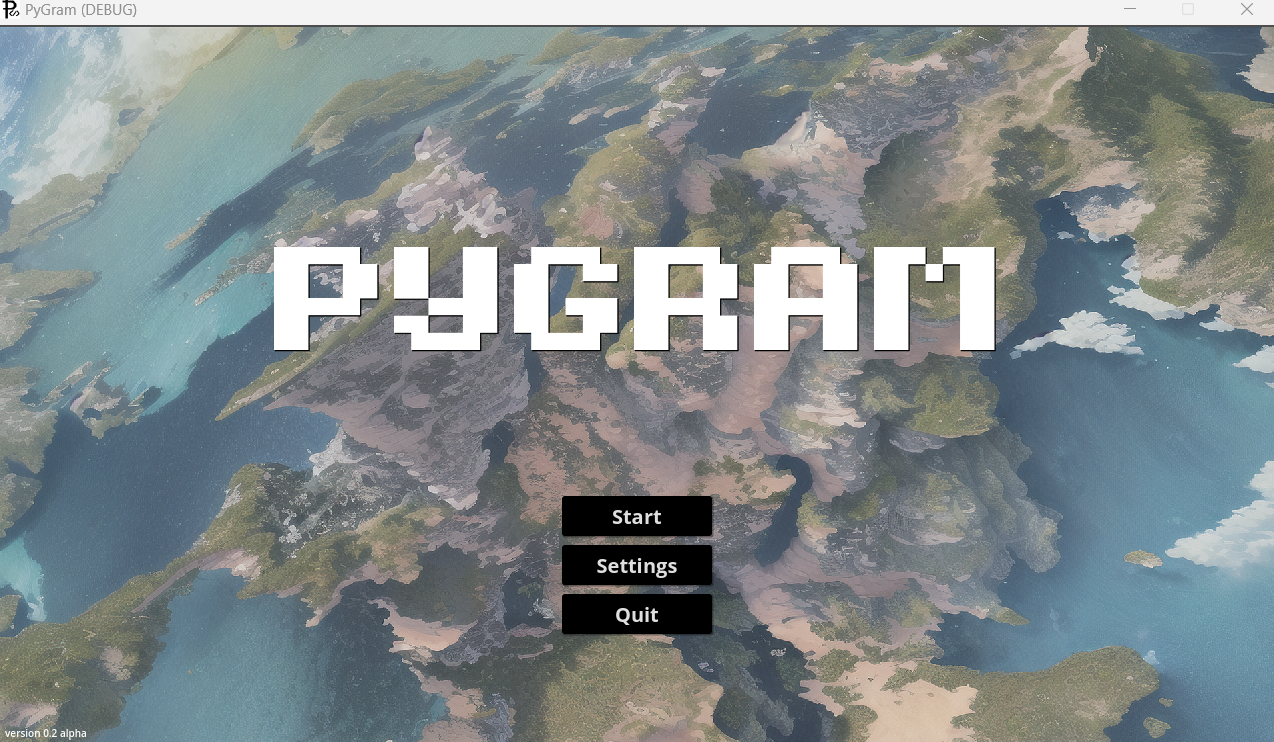 PyGram (DEBUG)
PYGRAM
Start
Settings
Quit
version 0.2 alpha